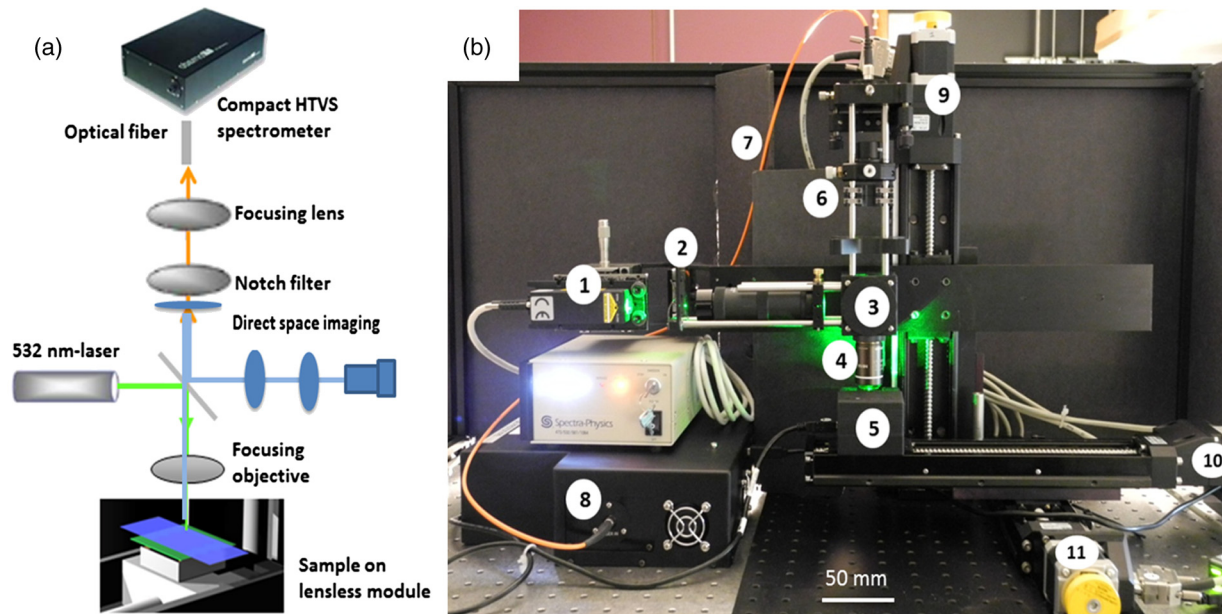 (a)
Compact HTVS
spectrometer
Optical fiber
Focusing lens
Notch filter
Direct space imaging
532 nm-laser
Focusing
objective
Sample on
lensless module
(b)
1
2
3
4
5
6
7
8
9
10
11
CE
Spectra-Physics
50 mm